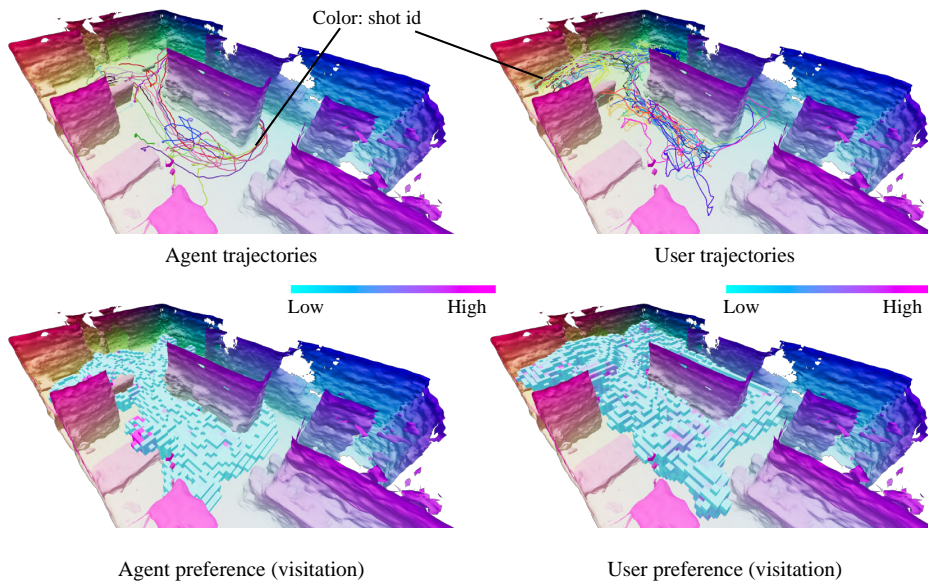 Color: shot id
Agent trajectories
User trajectories
Low
High
Low
High
Agent preference (visitation)
User preference (visitation)